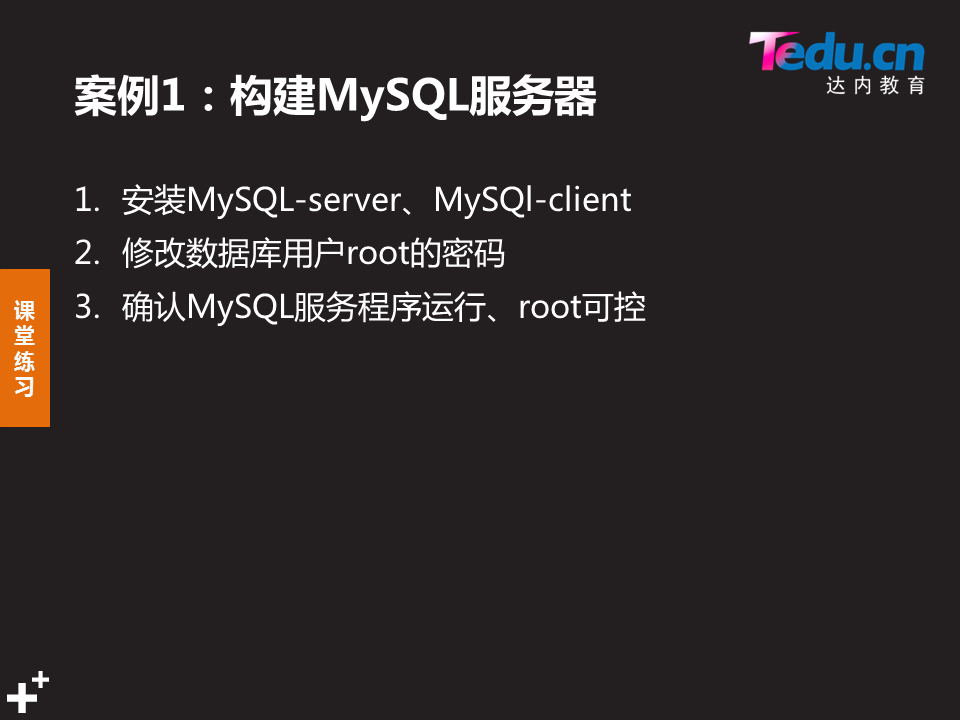 Tedu.cn
达内教育
案例1：构建MySQL服务器
1. 安装MySQL-server、MySQl-client
2. 修改数据库用户root的密码
3. 确认MySQL服务程序运行、root可控
课
堂
练
习